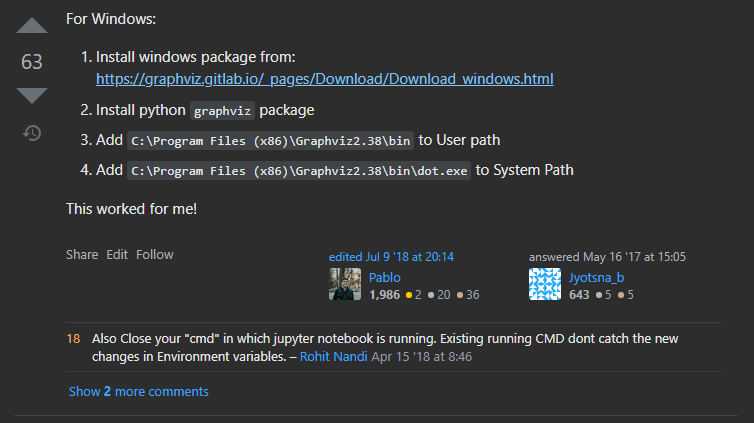 For Windows:
63
1. Install windows package from:
https://graphviz.gitlab.io/_pages/Download/Download_windows.html
2. Install python graphviz package
3. Add C:\Program Files (x86)\Graphviz2.38\bin to User path
4. Add C:\Program Files (x86)\Graphviz2.38\bin\dot.exe to System Path
This worked for me!
Share Edit Follow
edited Jul 9 '18 at 20:14
Pablo
1,986 2 20 36
answered May 16 '17 at 15:05
Jyotsna_b
643 5 5
18 Also Close your "cmd" in which jupyter notebook is running. Existing running CMD dont catch the new
changes in Environment variables. – Rohit Nandi Apr 15 '18 at 8:46
Show 2 more comments